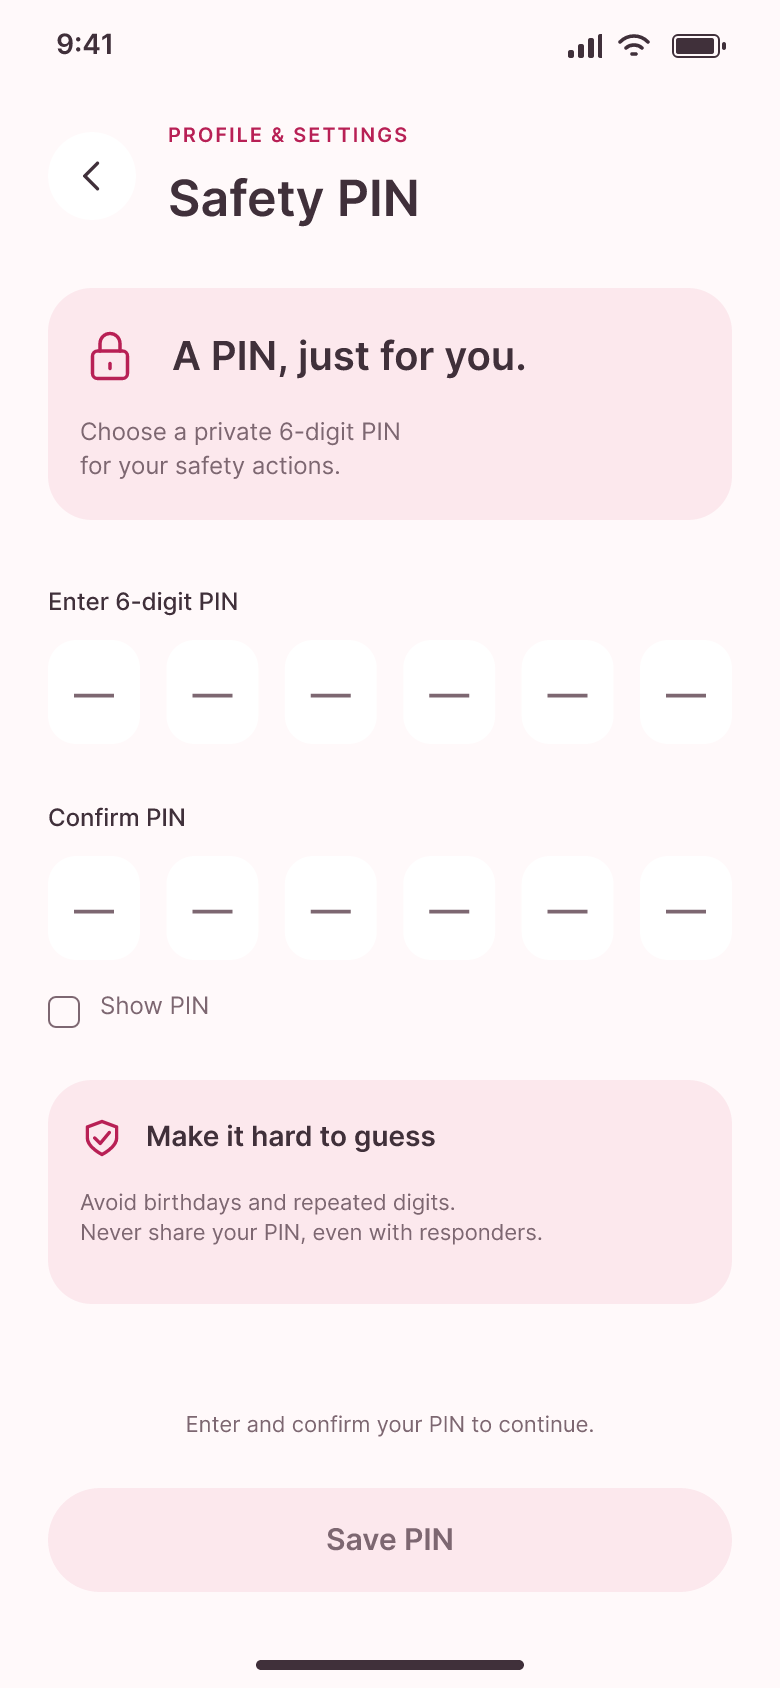 9:41
PROFILE & SETTINGS
Safety PIN
A PIN, just for you.
Choose a private 6-digit PIN
for your safety actions.
Enter 6-digit PIN
— — — — — —
Confirm PIN
— — — — — —
Show PIN
Make it hard to guess
Avoid birthdays and repeated digits.
Never share your PIN, even with responders.
Enter and confirm your PIN to continue.
Save PIN